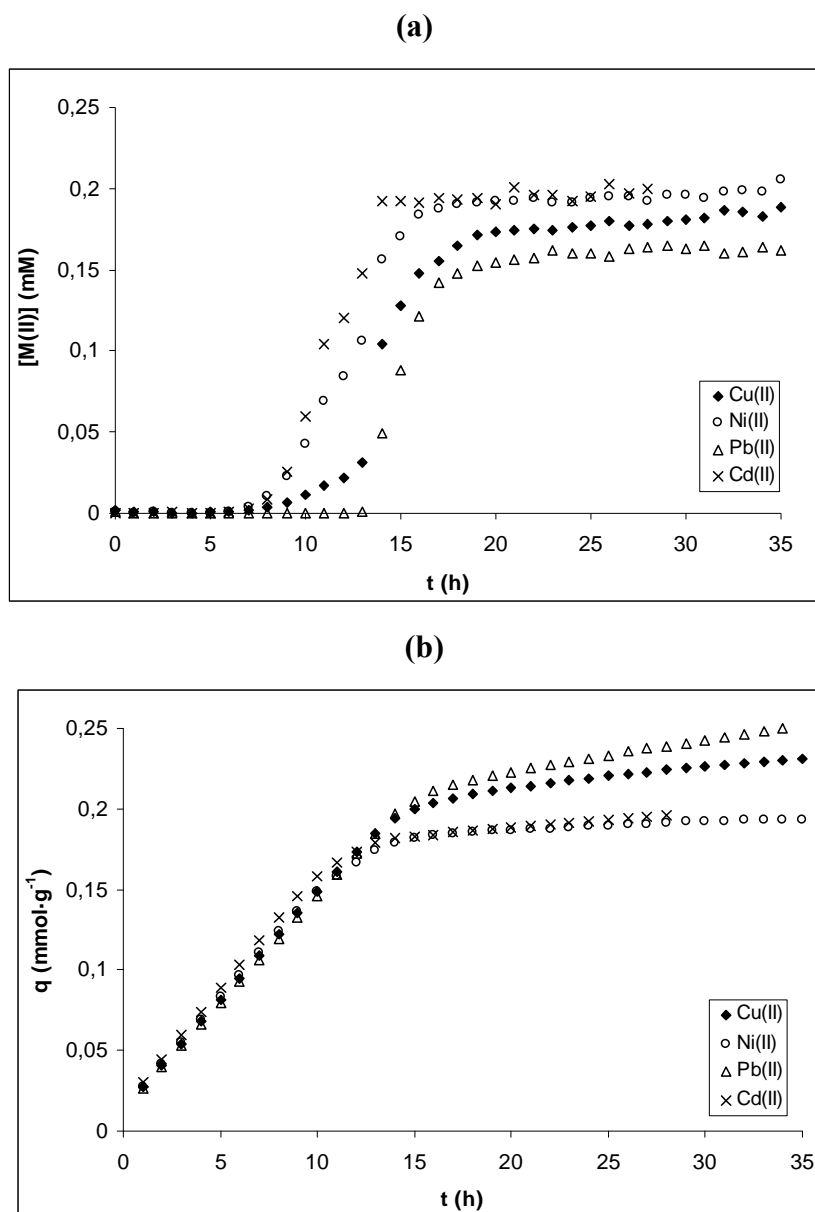 (a)
0,25
0,2
0,15
0,1
0,05
0
[M(II)] (mM)
0 5 10 15 20 25 30 35
t (h)
Cu(II)
Ni(II)
Pb(II)
Cd(II)
(b)
0,25
0,2
0,15
0,1
0,05
0
q (mmol·g⁻¹)
0 5 10 15 20 25 30 35
t (h)
Cu(II)
Ni(II)
Pb(II)
Cd(II)